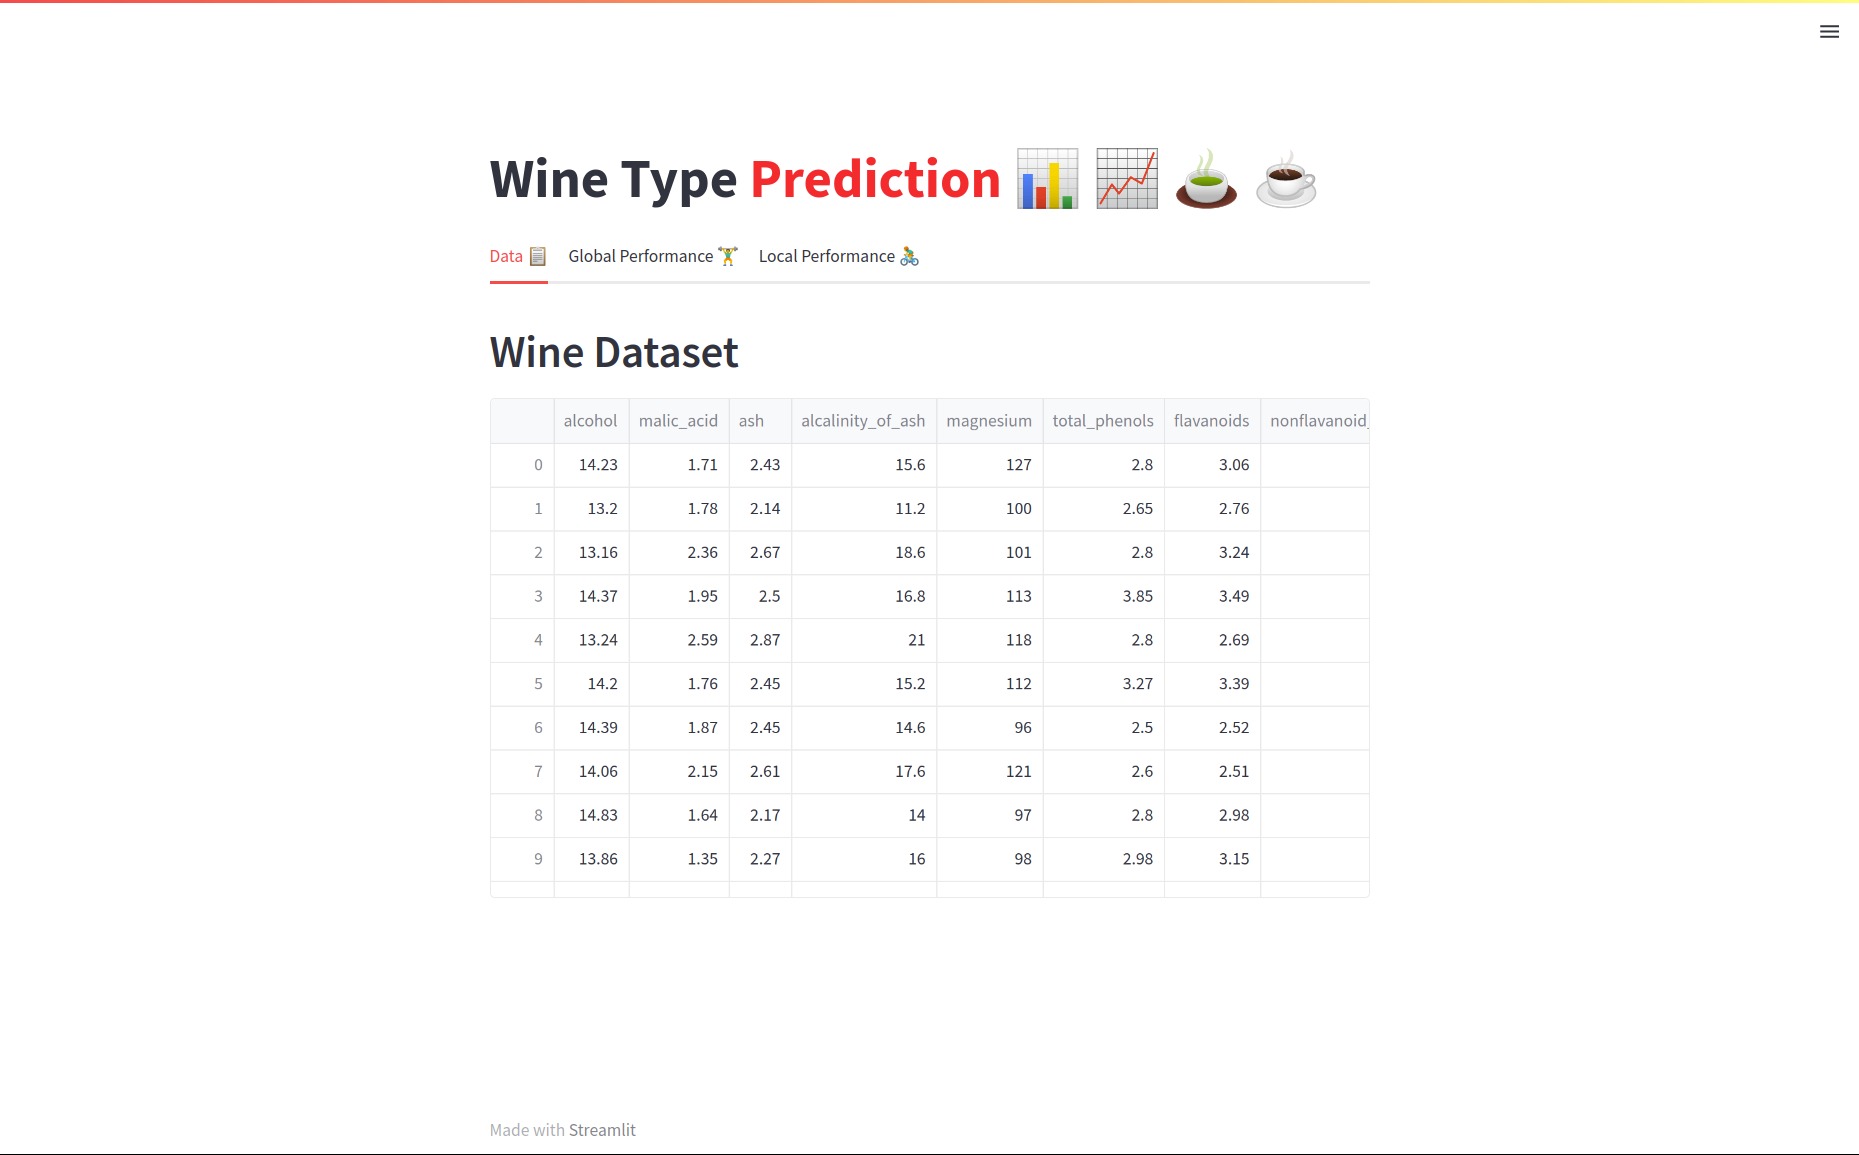 Wine Type Prediction 📊 📈 🍵 ☕
Data 📋 Global Performance 🏋️ Local Performance 🚴
Wine Dataset
alcohol malic_acid ash alcalinity_of_ash magnesium total_phenols flavanoids nonflavanoid_
0 14.23 1.71 2.43 15.6 127 2.8 3.06
1 13.2 1.78 2.14 11.2 100 2.65 2.76
2 13.16 2.36 2.67 18.6 101 2.8 3.24
3 14.37 1.95 2.5 16.8 113 3.85 3.49
4 13.24 2.59 2.87 21 118 2.8 2.69
5 14.2 1.76 2.45 15.2 112 3.27 3.39
6 14.39 1.87 2.45 14.6 96 2.5 2.52
7 14.06 2.15 2.61 17.6 121 2.6 2.51
8 14.83 1.64 2.17 14 97 2.8 2.98
9 13.86 1.35 2.27 16 98 2.98 3.15
Made with Streamlit